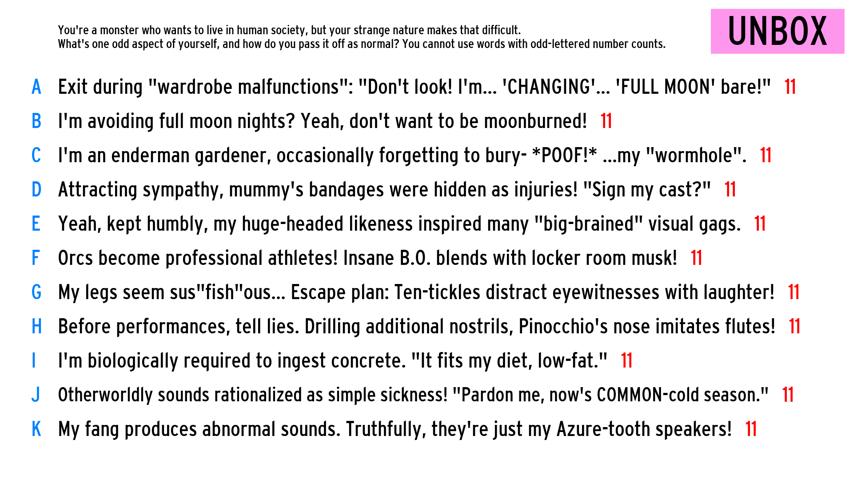 You're a monster who wants to live in human society, but your strange nature makes that difficult.
What's one odd aspect of yourself, and how do you pass it off as normal? You cannot use words with odd-lettered number counts.
UNBOX
A Exit during "wardrobe malfunctions": "Don't look! I'm... 'CHANGING'... 'FULL MOON' bare!" 11
B I'm avoiding full moon nights? Yeah, don't want to be moonburned! 11
C I'm an enderman gardener, occasionally forgetting to bury- *POOF!* ...my "wormhole". 11
D Attracting sympathy, mummy's bandages were hidden as injuries! "Sign my cast?" 11
E Yeah, kept humbly, my huge-headed likeness inspired many "big-brained" visual gags. 11
F Orcs become professional athletes! Insane B.O. blends with locker room musk! 11
G My legs seem sus"fish"ous... Escape plan: Ten-tickles distract eyewitnesses with laughter! 11
H Before performances, tell lies. Drilling additional nostrils, Pinocchio's nose imitates flutes! 11
I I'm biologically required to ingest concrete. "It fits my diet, low-fat." 11
J Otherworldly sounds rationalized as simple sickness! "Pardon me, now's COMMON-cold season." 11
K My fang produces abnormal sounds. Truthfully, they're just my Azure-tooth speakers! 11